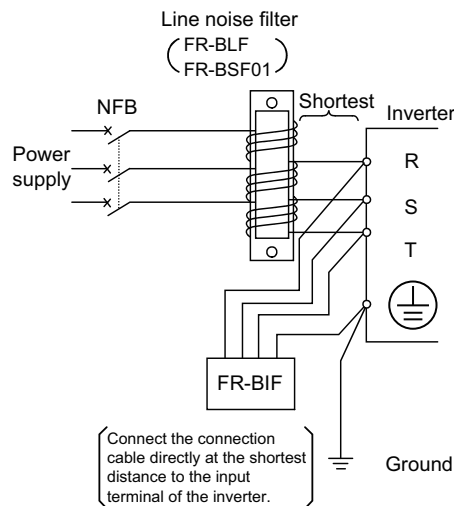 Line noise filter
FR-BLF
FR-BSF01
Shortest
NFB
Inverter
Power
supply
R
S
T
FR-BIF
Connect the connection
cable directly at the shortest
distance to the input
terminal of the inverter.
Ground